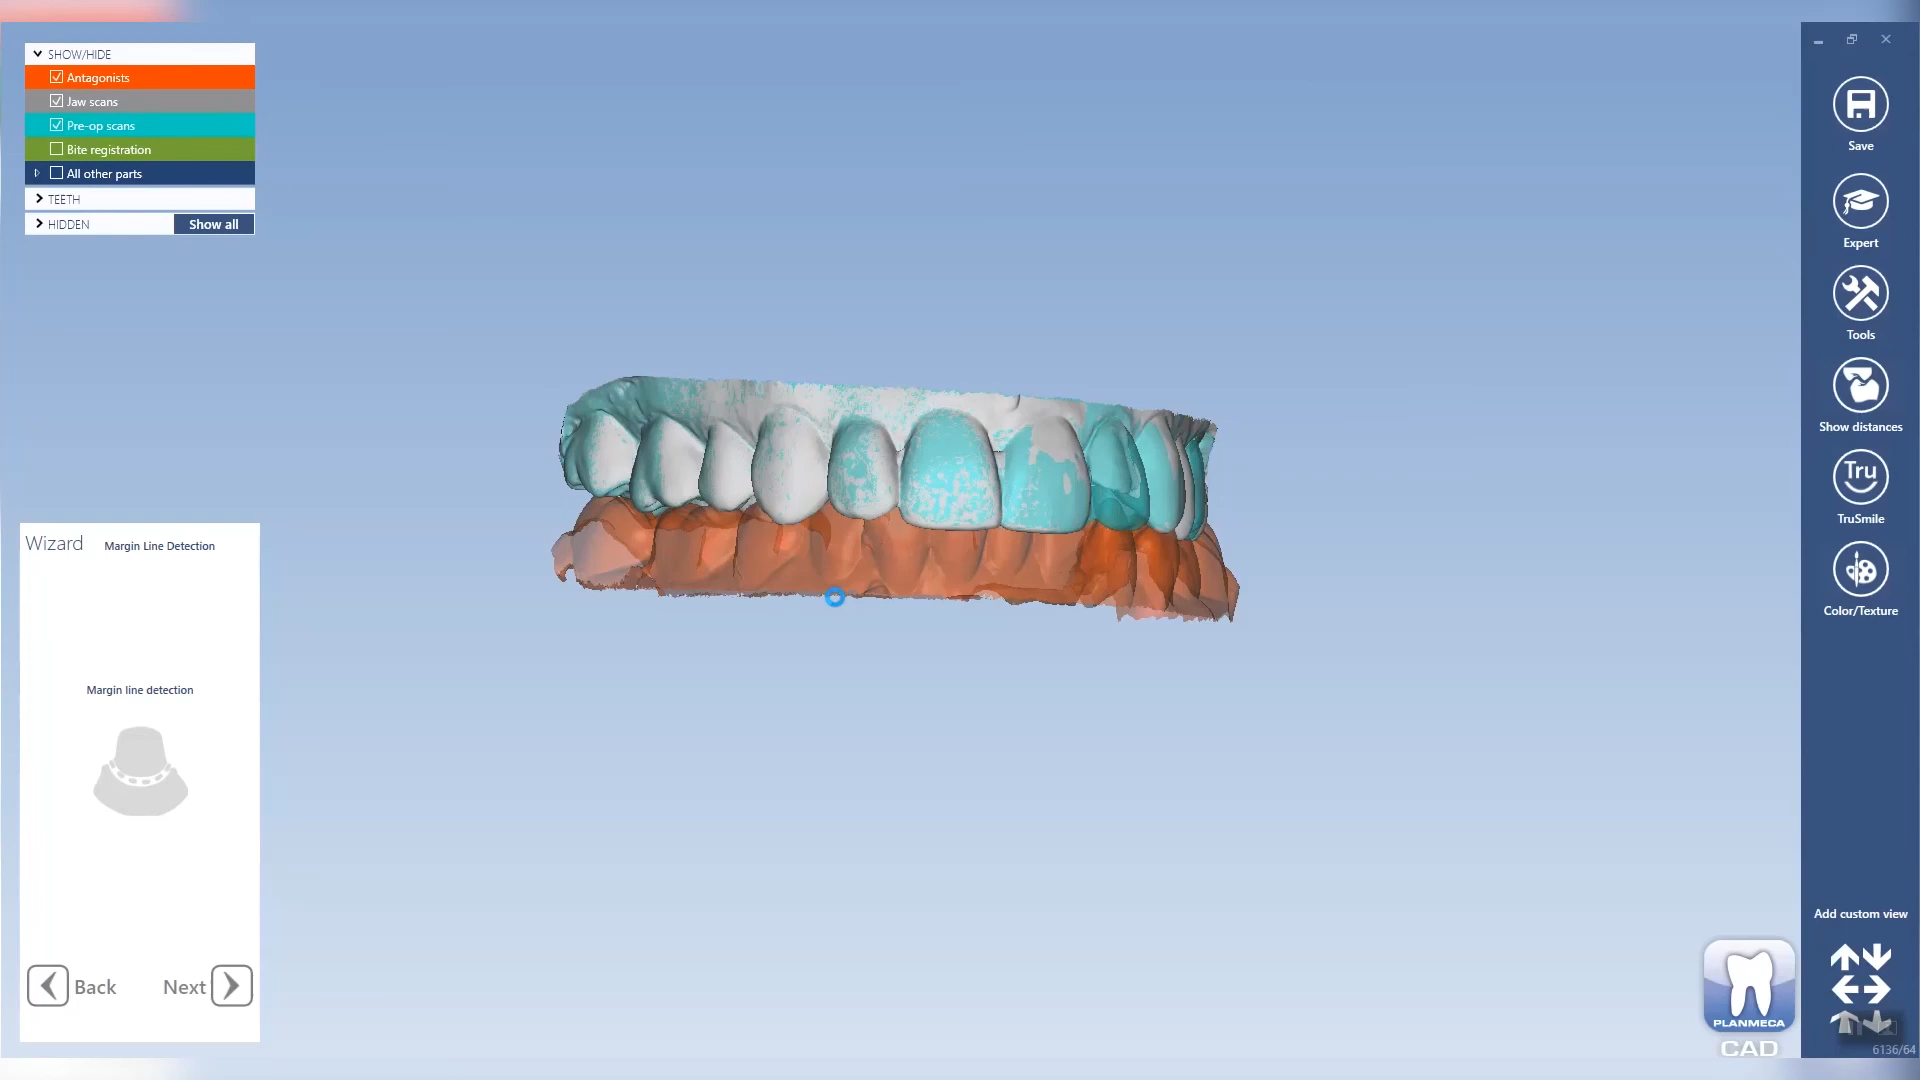 SHOW/HIDE
Antagonists
Jaw scans
Pre-op scans
Bite registration
All other parts
TEETH
HIDDEN
Show all
Wizard
Margin Line Detection
Margin line detection
Back
Next
Save
Expert
Tools
Show distances
Tru
TruSmile
Color/Texture
Add custom view
PLANMECA
CAD
6136/64